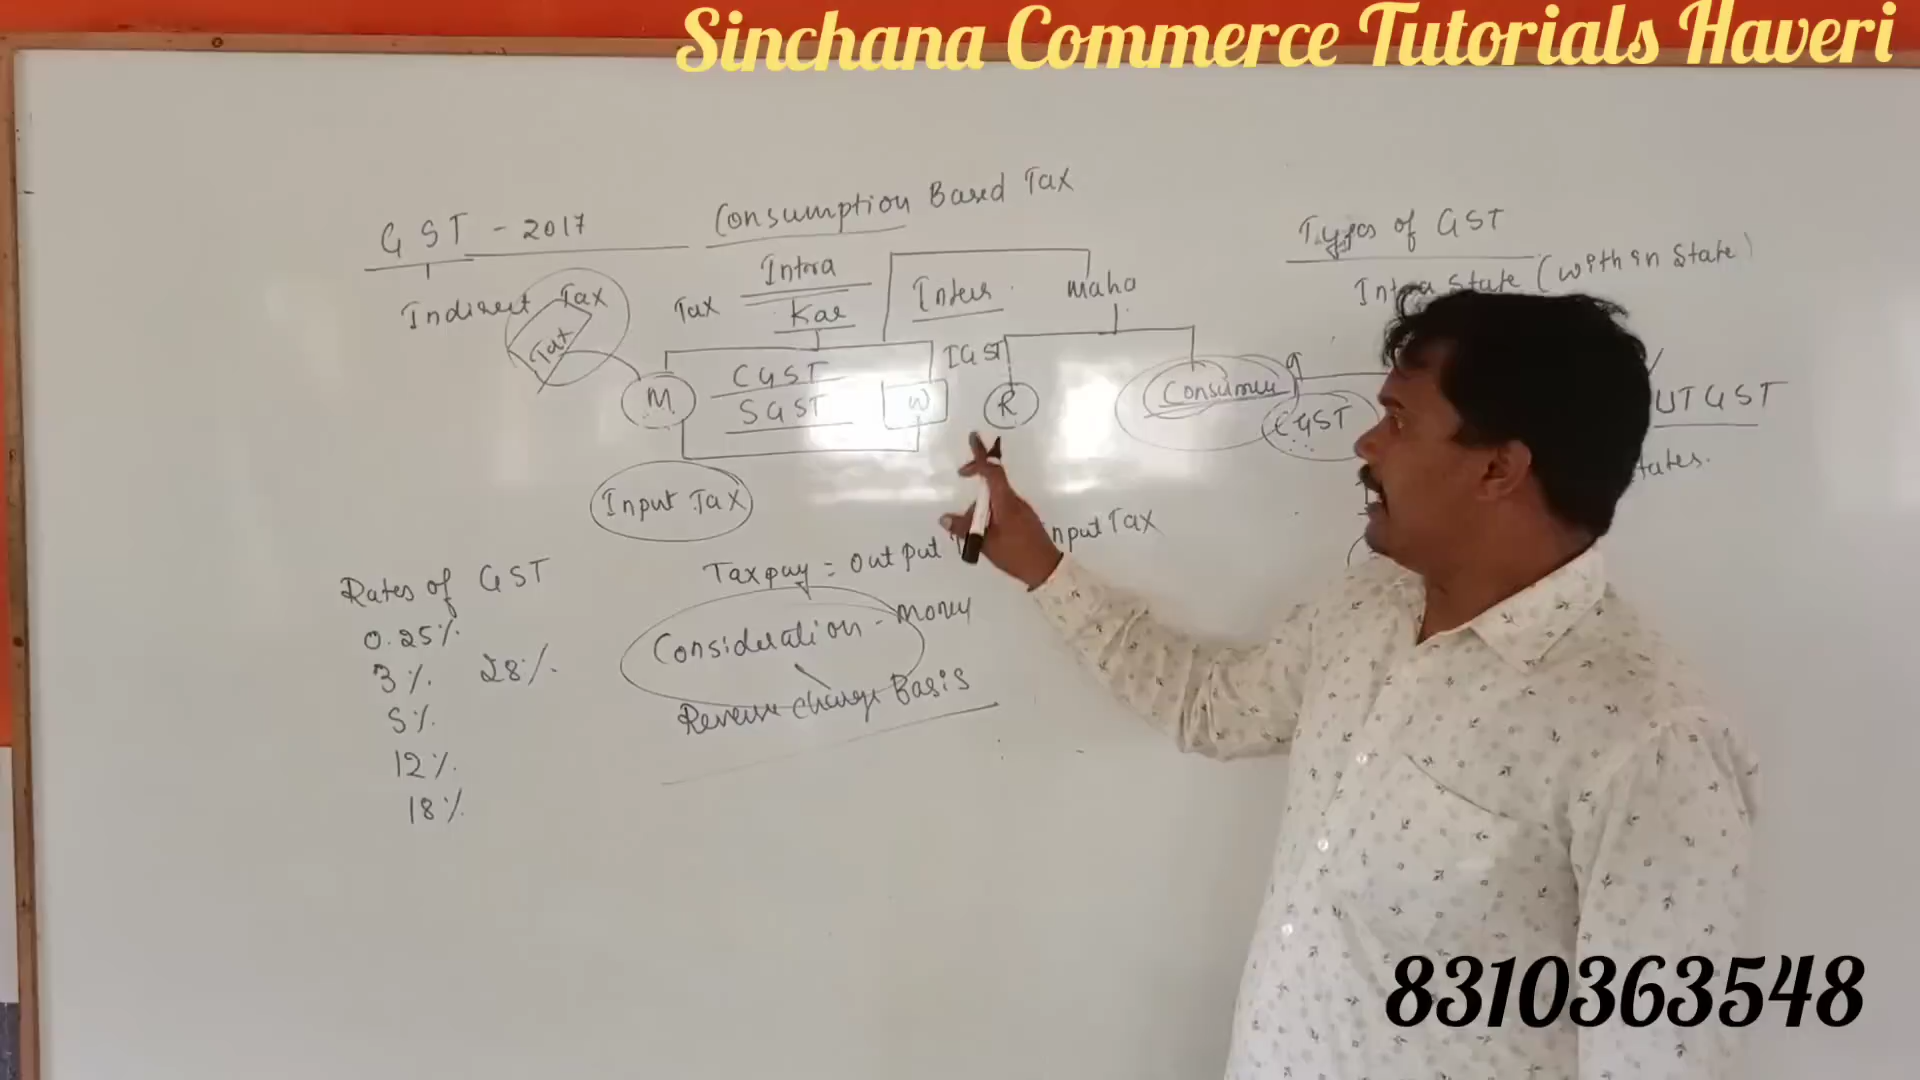 Sinchana Commerce Tutorials Haveri
GST - 2017
Consumption Based Tax
Types of GST
Indirect Tax
Tax
Tax
Intra
Kar
Inter
Maha
Intra State (with in State)
M
CGST
SGST
W
IGST
R
Consumer
CGST
UTGST
Input Tax
Taxpay = Output Input Tax
Rates of GST
0.25%
3% 28%
5%
12%
18%
Consideration - Money
Reverse charge Basis
8310363548